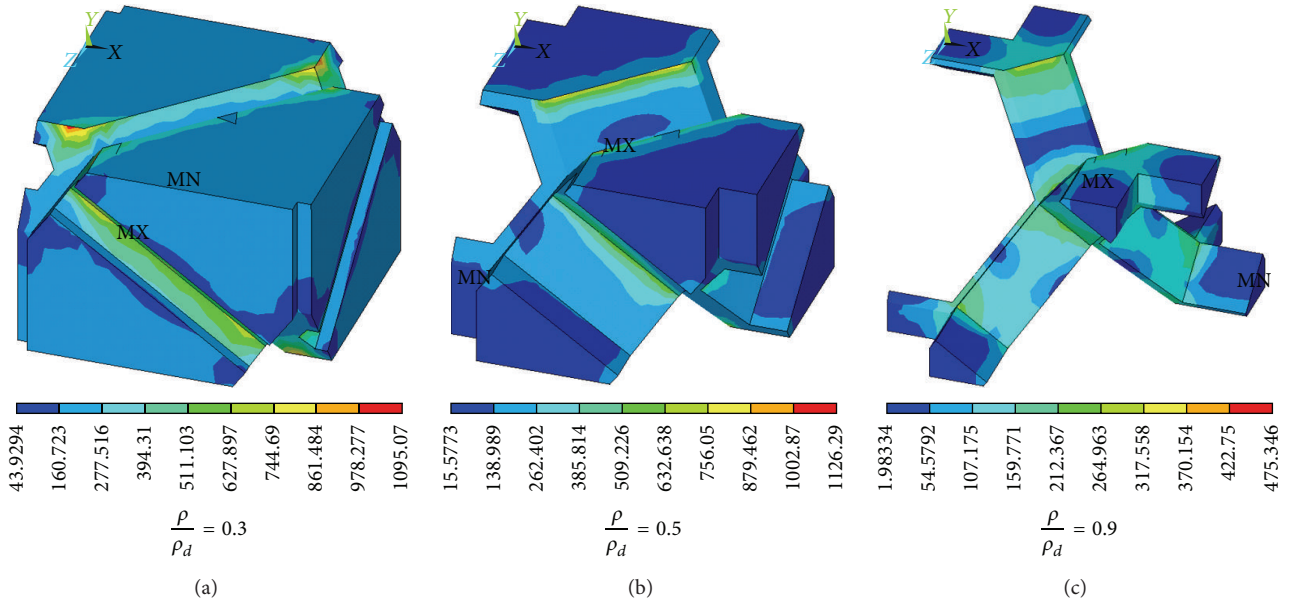 Y
Z
X
MN
MX
43.9294
160.723
277.516
394.31
511.103
627.897
744.69
861.484
978.277
1095.07
ρ/ρd = 0.3
(a)
Y
Z
X
MX
MN
15.5773
138.989
262.402
385.814
509.226
632.638
756.05
879.462
1002.87
1126.29
ρ/ρd = 0.5
(b)
Y
Z
X
MX
MN
1.98334
54.5792
107.175
159.771
212.367
264.963
317.558
370.154
422.75
475.346
ρ/ρd = 0.9
(c)